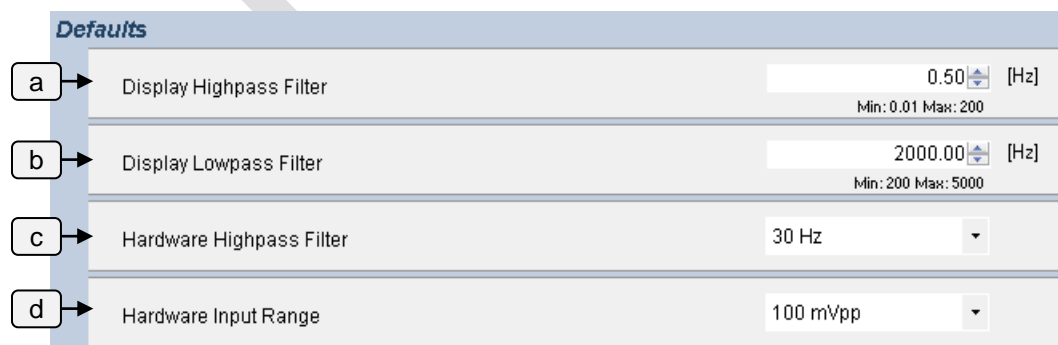 Defaults
a Display Highpass Filter 0.50 [Hz]
Min: 0.01 Max: 200
b Display Lowpass Filter 2000.00 [Hz]
Min: 200 Max: 5000
c Hardware Highpass Filter 30 Hz
d Hardware Input Range 100 mVpp